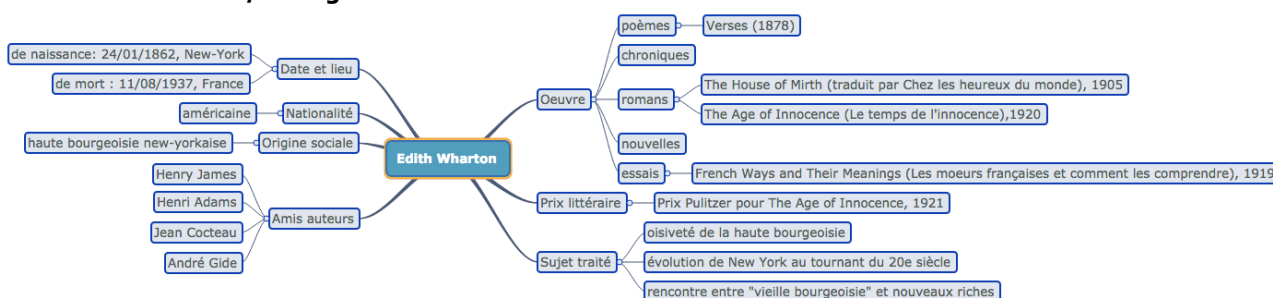 Edith Wharton
Date et lieu
de naissance: 24/01/1862, New-York
de mort : 11/08/1937, France
Nationalité
américaine
Origine sociale
haute bourgeoisie new-yorkaise
Amis auteurs
Henry James
Henri Adams
Jean Cocteau
André Gide
Oeuvre
poèmes
Verses (1878)
chroniques
romans
The House of Mirth (traduit par Chez les heureux du monde), 1905
The Age of Innocence (Le temps de l'innocence),1920
nouvelles
essais
French Ways and Their Meanings (Les moeurs françaises et comment les comprendre), 1919
Prix littéraire
Prix Pulitzer pour The Age of Innocence, 1921
Sujet traité
oisiveté de la haute bourgeoisie
évolution de New York au tournant du 20e siècle
rencontre entre "vieille bourgeoisie" et nouveaux riches